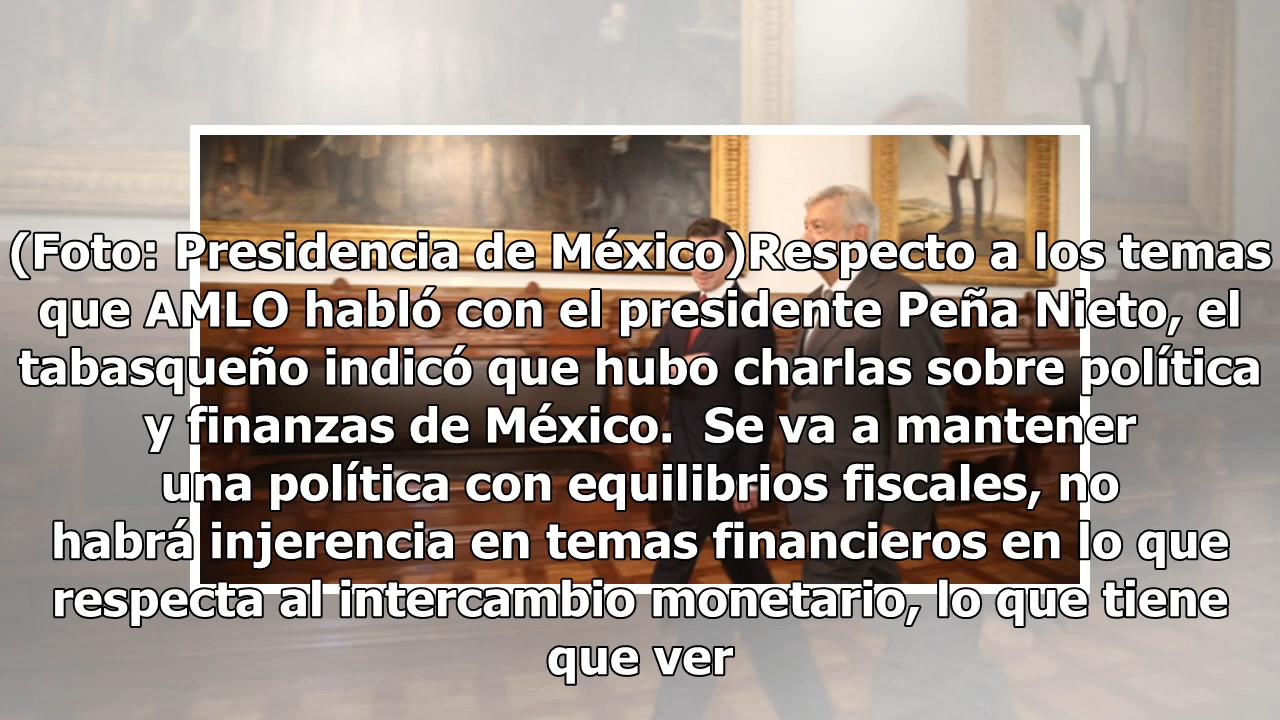 (Foto: Presidencia de México)Respecto a los temas
que AMLO habló con el presidente Peña Nieto, el
tabasqueño indicó que hubo charlas sobre política
y finanzas de México.  Se va a mantener
una política con equilibrios fiscales, no
habrá injerencia en temas financieros en lo que
respecta al intercambio monetario, lo que tiene
que ver